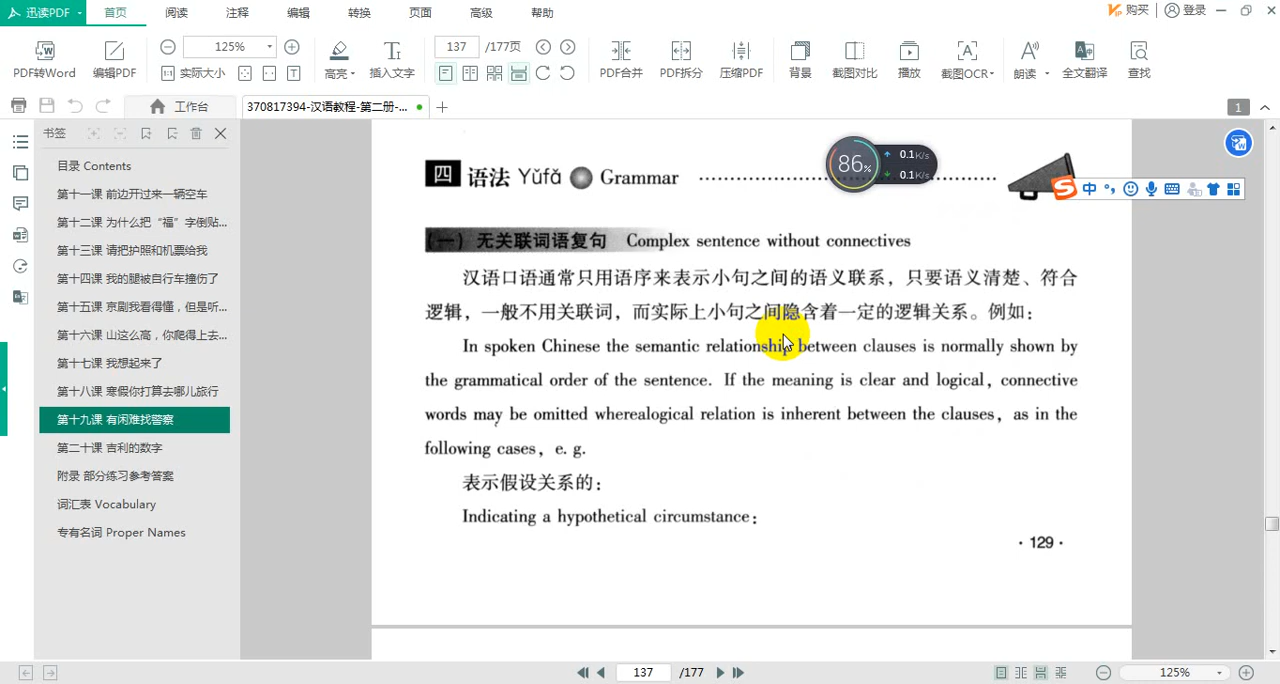 迅读PDF 首页 阅读 注释 编辑 转换 页面 高级 帮助 购买 登录
125% 137 /177页
PDF转Word 编辑PDF 实际大小 高亮 插入文字 PDF合并 PDF拆分 压缩PDF 背景 截图对比 播放 截图OCR 朗读 全文翻译 查找
工作台 370817394-汉语教程-第二册-... 1
书签
目录 Contents
第十一课 前边开过来一辆空车
第十二课 为什么把“福”字倒贴...
第十三课 请把护照和机票给我
第十四课 我的腿被自行车撞伤了
第十五课 京剧我看得懂，但是听...
第十六课 山这么高，你爬得上去...
第十七课 我想起来了
第十八课 寒假你打算去哪儿旅行
第十九课 有困难找警察
第二十课 吉利的数字
附录 部分练习参考答案
词汇表 Vocabulary
专有名词 Proper Names
四 语法 Yǔfǎ Grammar
86% 0.1K/s
0.1K/s
中
(一) 无关联词语复句 Complex sentence without connectives
汉语口语通常只用语序来表示小句之间的语义联系，只要语义清楚、符合
逻辑，一般不用关联词，而实际上小句之间隐含着一定的逻辑关系。例如：
In spoken Chinese the semantic relationship between clauses is normally shown by
the grammatical order of the sentence. If the meaning is clear and logical, connective
words may be omitted wherealogical relation is inherent between the clauses, as in the
following cases, e. g.
表示假设关系的：
Indicating a hypothetical circumstance:
· 129 ·
137 /177 125%